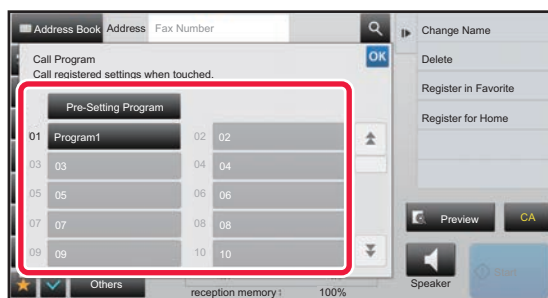 Address Book Address Fax Number
Call Program
Call registered settings when touched.
OK
Pre-Setting Program
01 Program1 02 02
03 03 04 04
05 05 06 06
07 07 08 08
09 09 10 10
Change Name
Delete
Register in Favorite
Register for Home
Preview CA
Others
reception memory: 100%
Speaker
Start